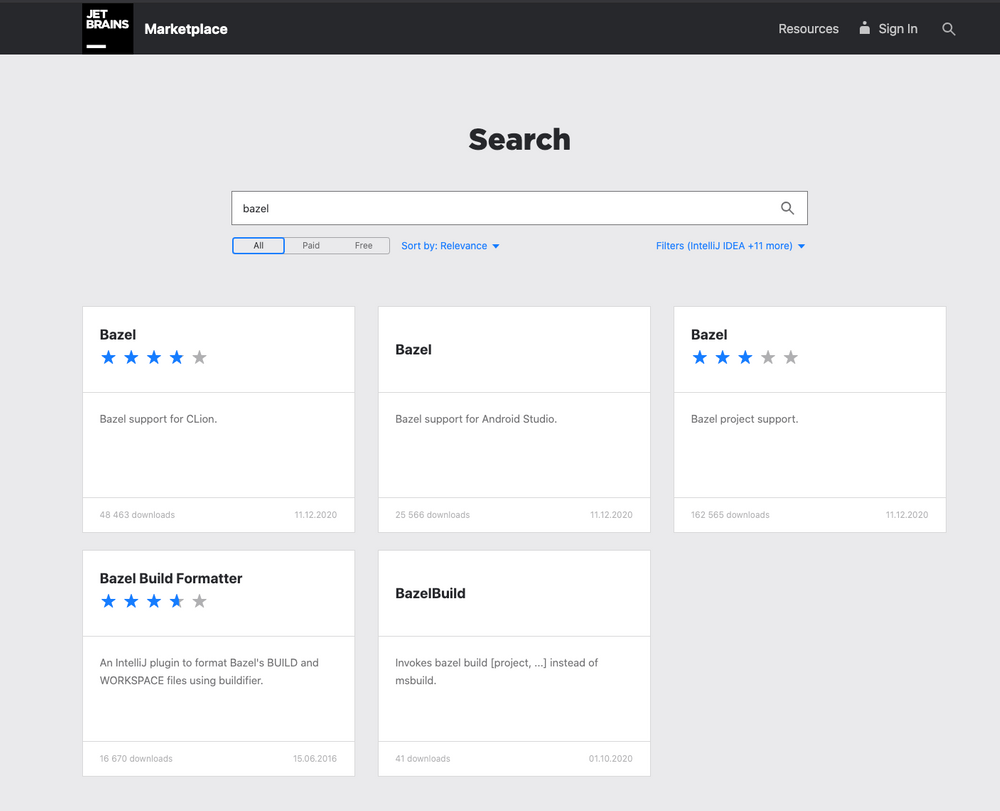 JET
BRAINS
Marketplace
Resources
Sign In
Search
bazel
All
Paid
Free
Sort by: Relevance
Filters (IntelliJ IDEA +11 more)
Bazel
Bazel support for CLion.
48 463 downloads
11.12.2020
Bazel
Bazel support for Android Studio.
25 566 downloads
11.12.2020
Bazel
Bazel project support.
162 565 downloads
11.12.2020
Bazel Build Formatter
An IntelliJ plugin to format Bazel's BUILD and
WORKSPACE files using buildifier.
16 670 downloads
15.06.2016
BazelBuild
Invokes bazel build [project, ...] instead of
msbuild.
41 downloads
01.10.2020